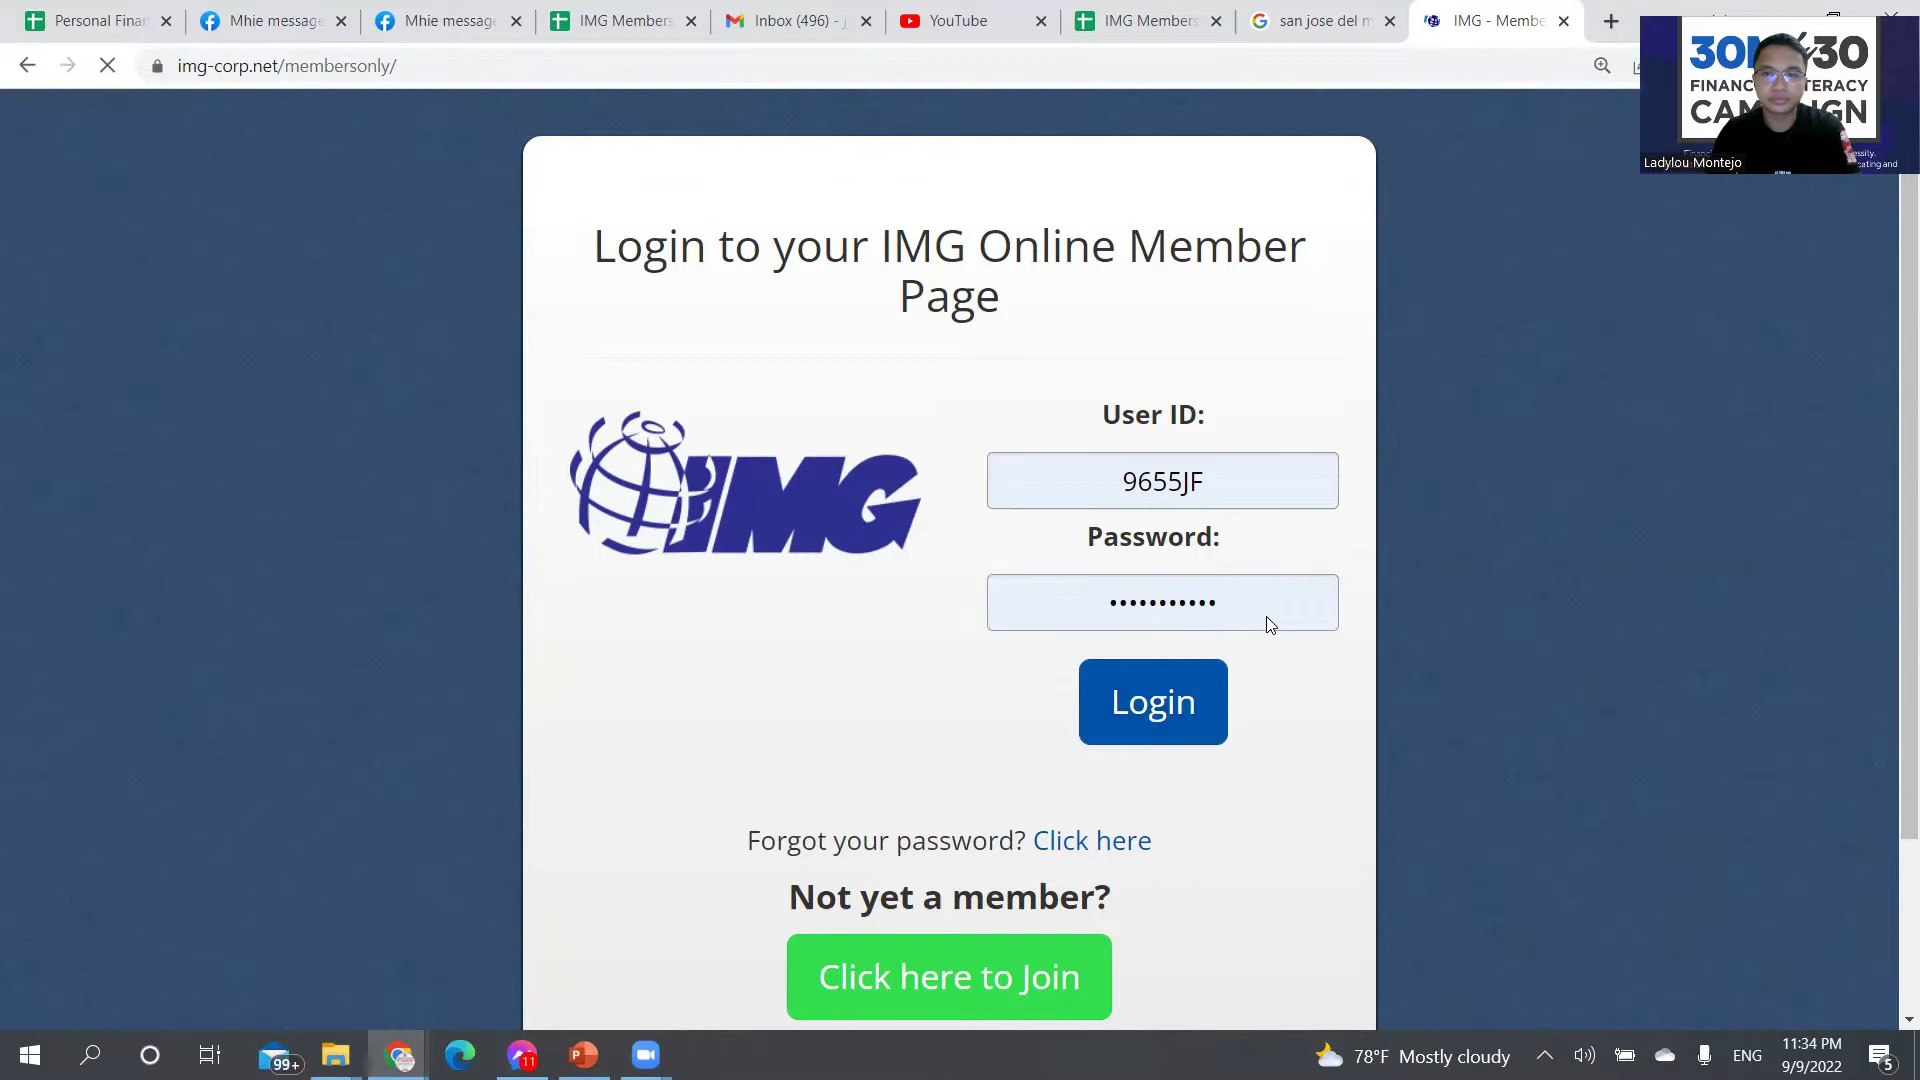 Personal Finan
Mhie message
Mhie message
IMG Members
Inbox (496) - j
YouTube
IMG Members
san jose del m
IMG - Membe
img-corp.net/membersonly/
30M 30
CAMPAIGN
Ladylou Montejo
Login to your IMG Online Member
Page
IMG
User ID:
9655JF
Password:
•••••••••••
Login
Forgot your password? Click here
Not yet a member?
Click here to Join
99+
11
78°F Mostly cloudy
ENG
11:34 PM
9/9/2022
5